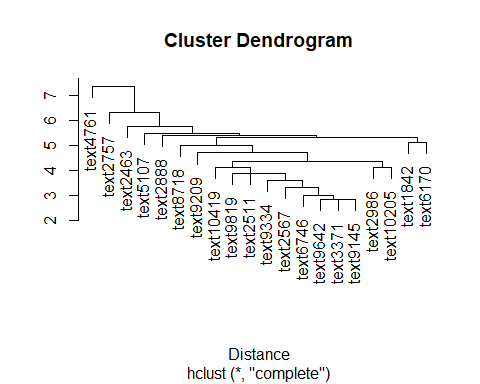 Cluster Dendrogram
7
6
5
4
3
2
text4761
text2757
text2463
text5107
text2888
text8718
text9209
text10419
text9819
text2511
text9334
text2567
text6746
text9642
text3371
text9145
text2986
text10205
text1842
text6170
Distance
hclust (*, "complete")